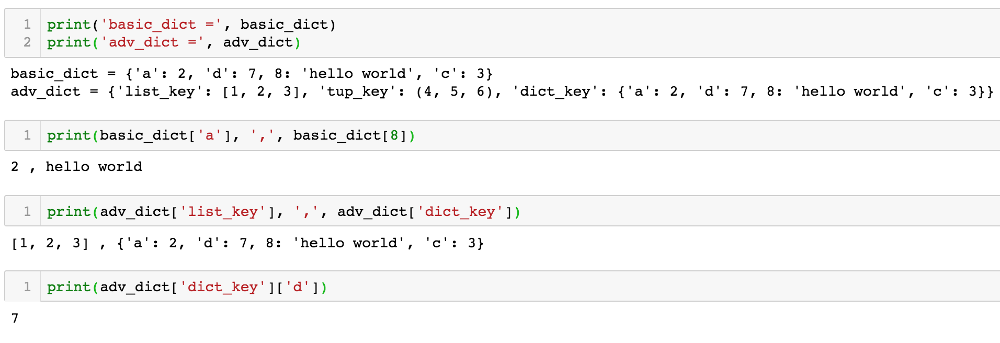 1 print('basic_dict =', basic_dict)
2 print('adv_dict =', adv_dict)
basic_dict = {'a': 2, 'd': 7, 8: 'hello world', 'c': 3}
adv_dict = {'list_key': [1, 2, 3], 'tup_key': (4, 5, 6), 'dict_key': {'a': 2, 'd': 7, 8: 'hello world', 'c': 3}}
1 print(basic_dict['a'], ',', basic_dict[8])
2 , hello world
1 print(adv_dict['list_key'], ',', adv_dict['dict_key'])
[1, 2, 3] , {'a': 2, 'd': 7, 8: 'hello world', 'c': 3}
1 print(adv_dict['dict_key']['d'])
7